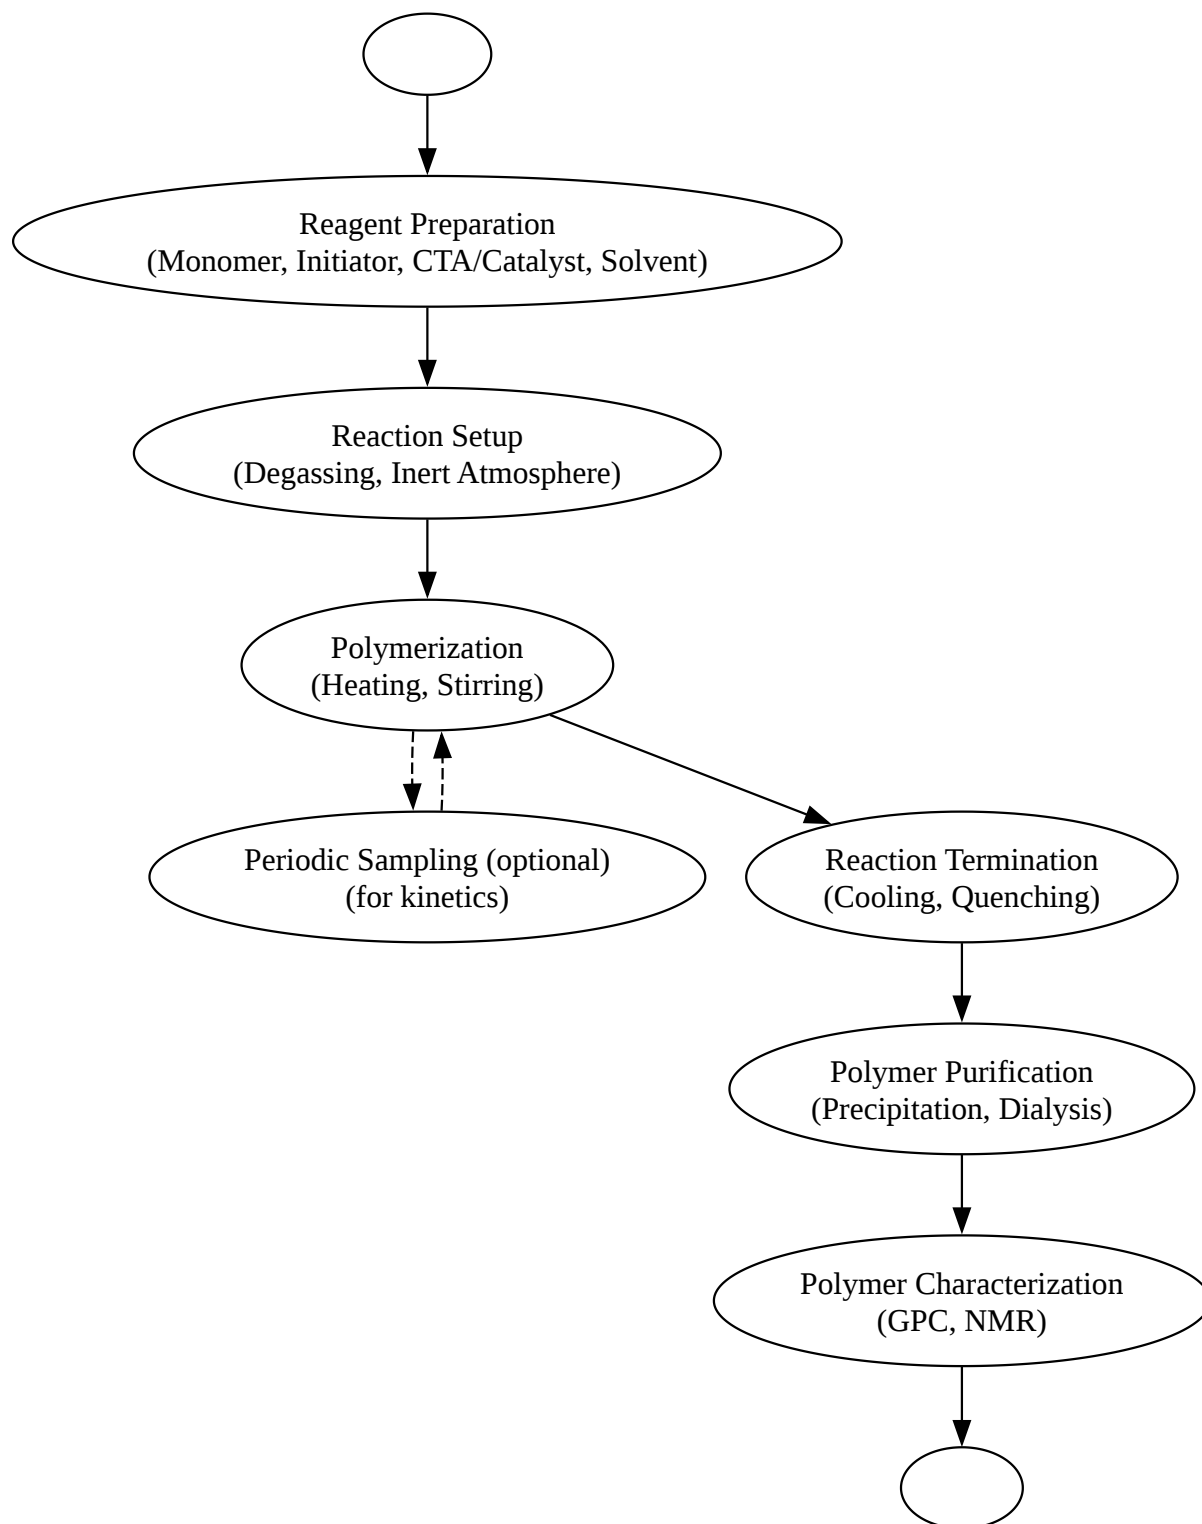 Reagent Preparation
(Monomer, Initiator, CTA/Catalyst, Solvent)
Reaction Setup
(Degassing, Inert Atmosphere)
Polymerization
(Heating, Stirring)
Periodic Sampling (optional)
(for kinetics)
Reaction Termination
(Cooling, Quenching)
Polymer Purification
(Precipitation, Dialysis)
Polymer Characterization
(GPC, NMR)